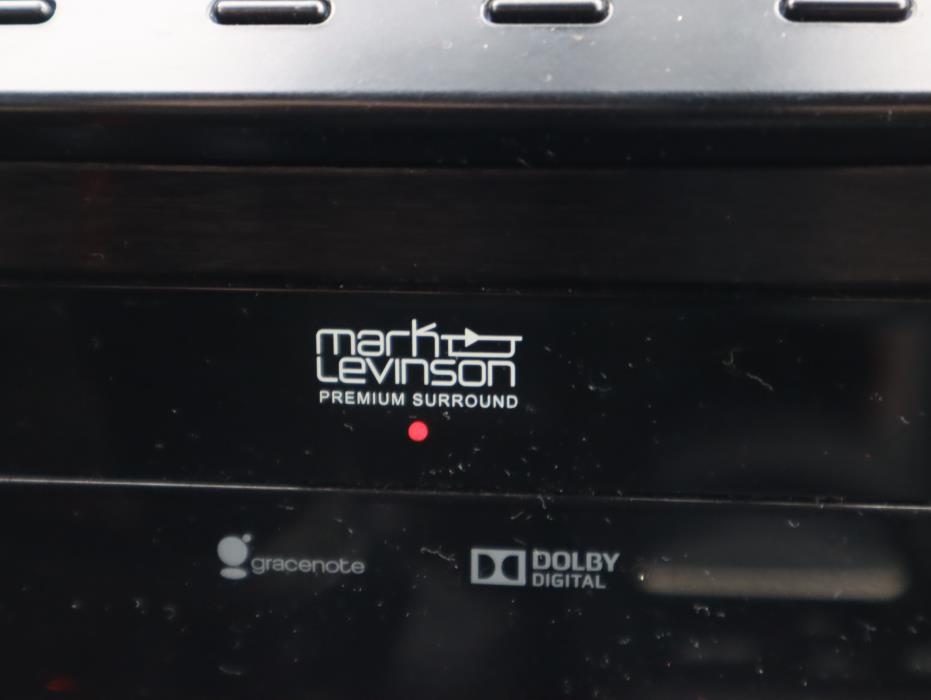 mark
Levinson
PREMIUM SURROUND
gracenote
DOLBY
DIGITAL